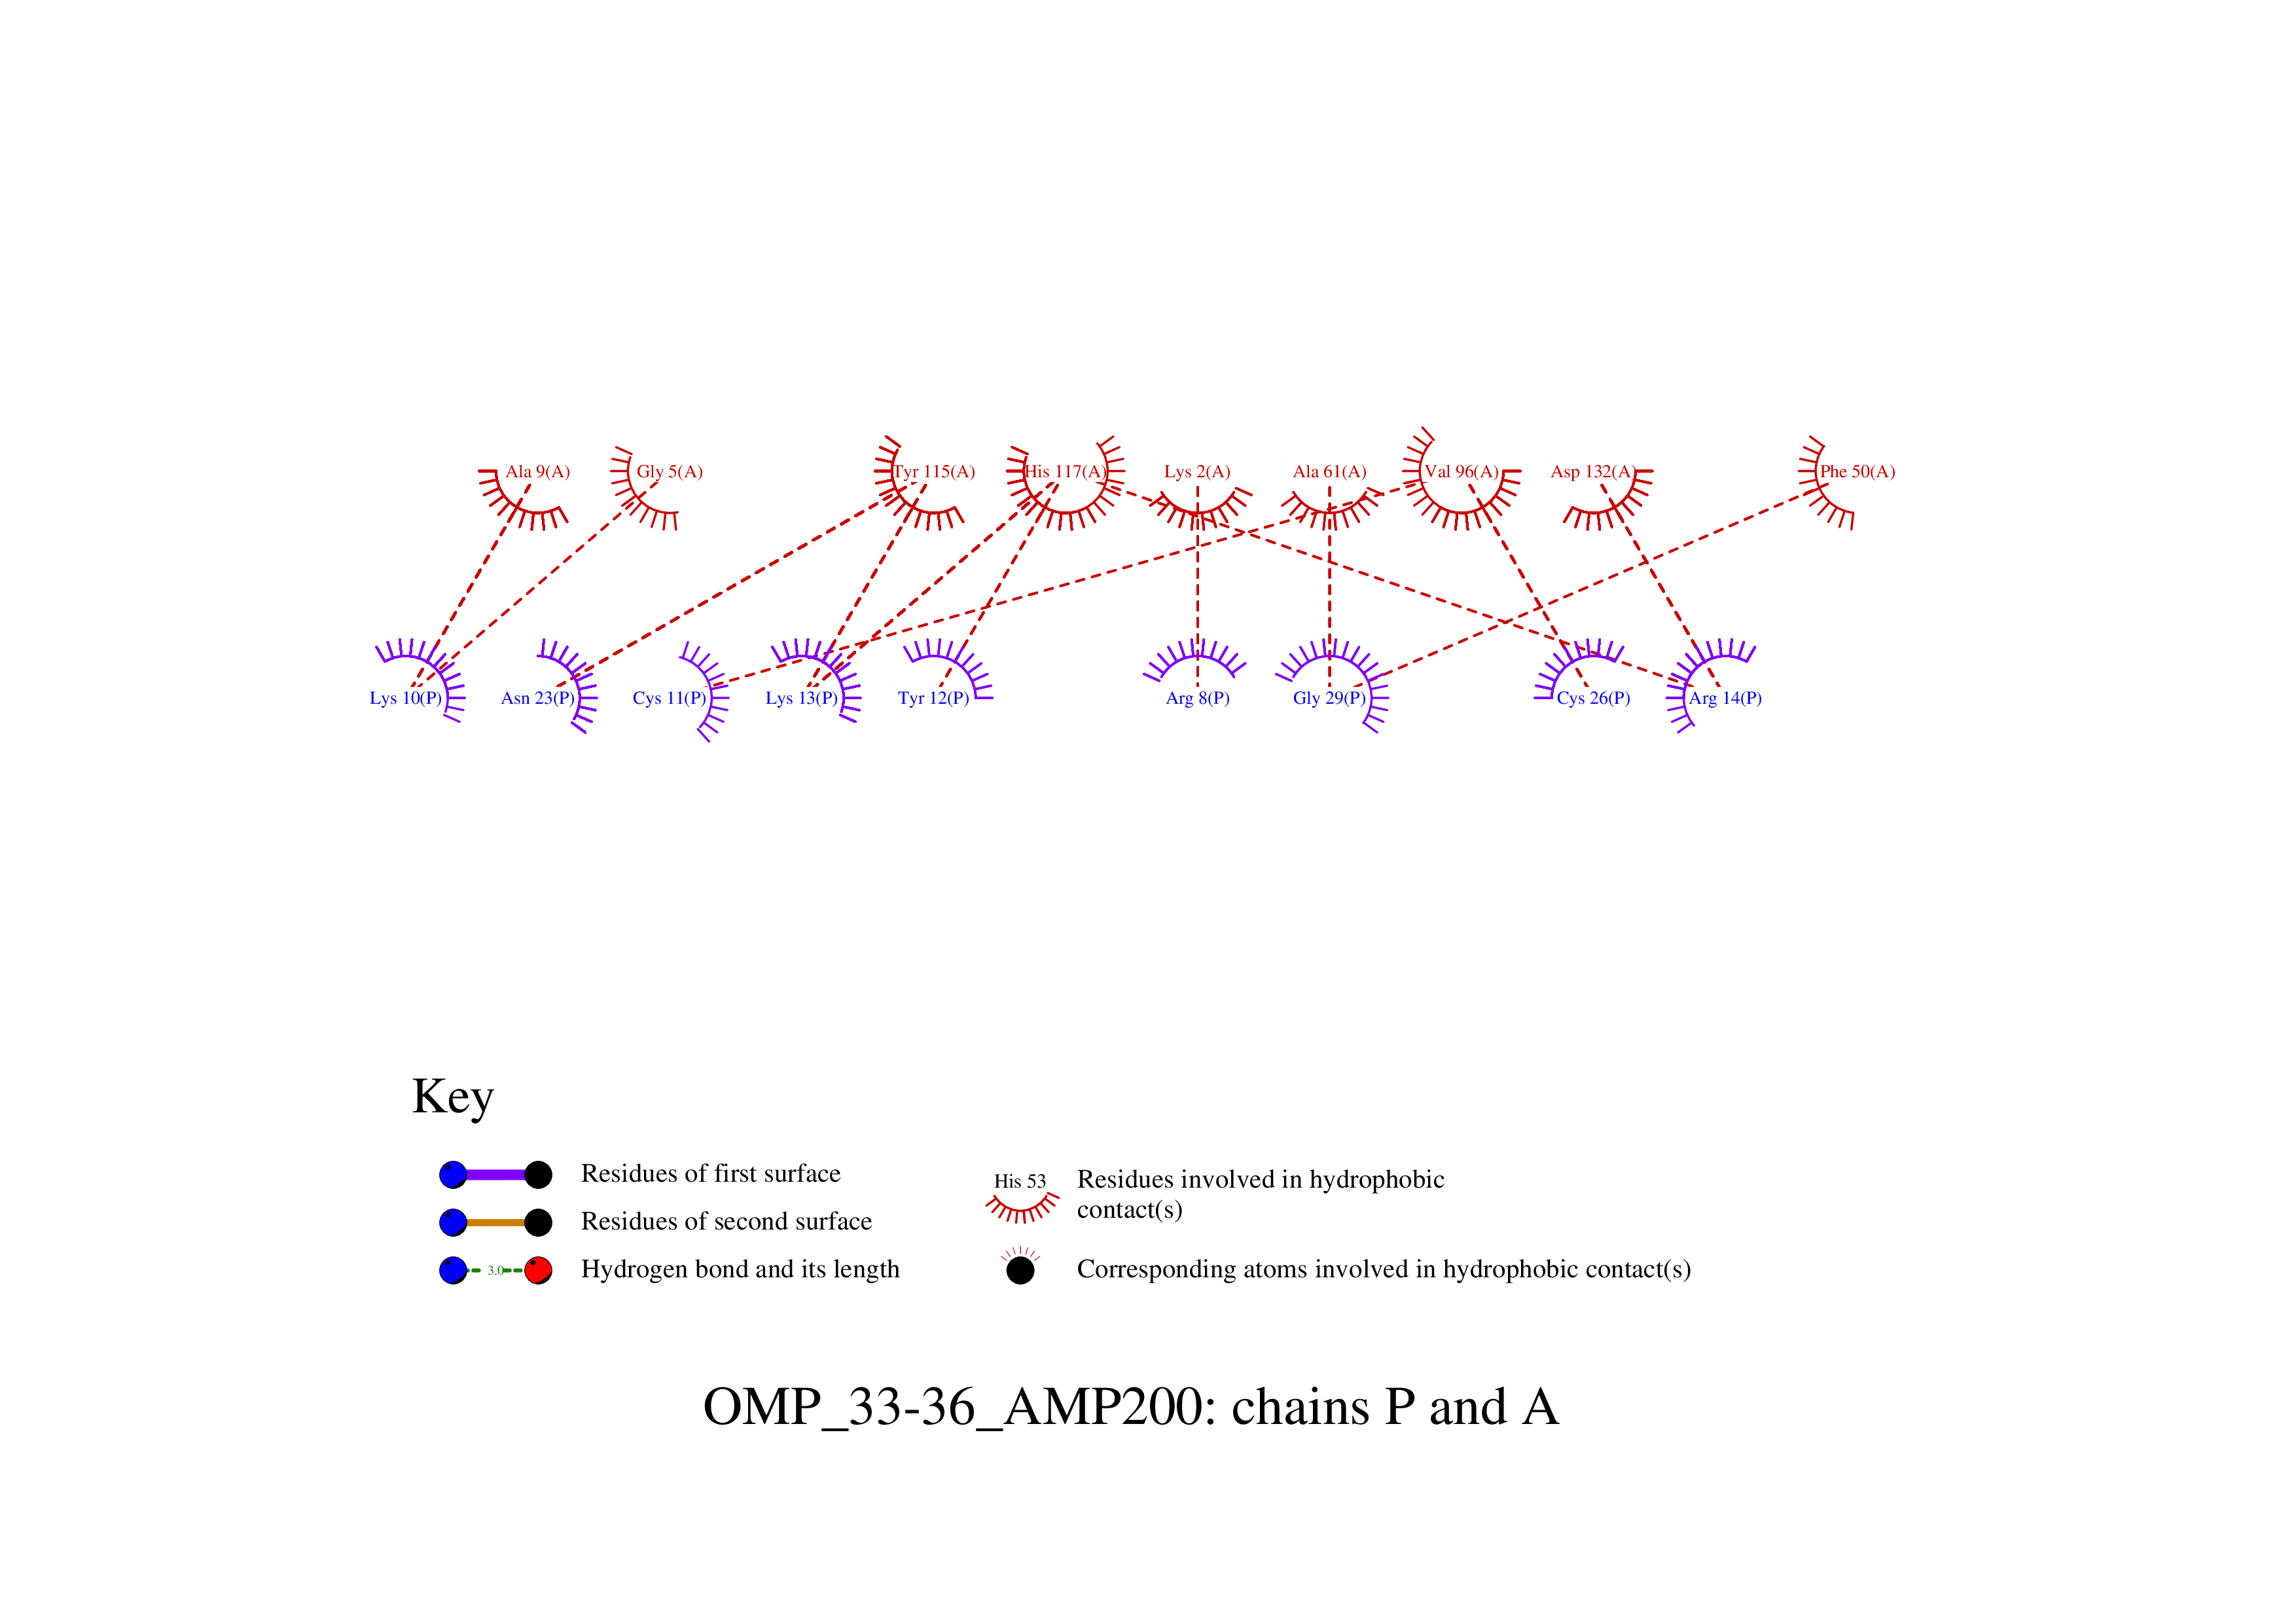 Ala 9(A) Gly 5(A) Tyr 115(A) His 117(A) Lys 2(A) Ala 61(A) Val 96(A) Asp 132(A) Phe 50(A)
Lys 10(P) Asn 23(P) Cys 11(P) Lys 13(P) Tyr 12(P) Arg 8(P) Gly 29(P) Cys 26(P) Arg 14(P)
Key
Residues of first surface
Residues of second surface
3.0 Hydrogen bond and its length
His 53 Residues involved in hydrophobic
contact(s)
Corresponding atoms involved in hydrophobic contact(s)
OMP_33-36_AMP200: chains P and A